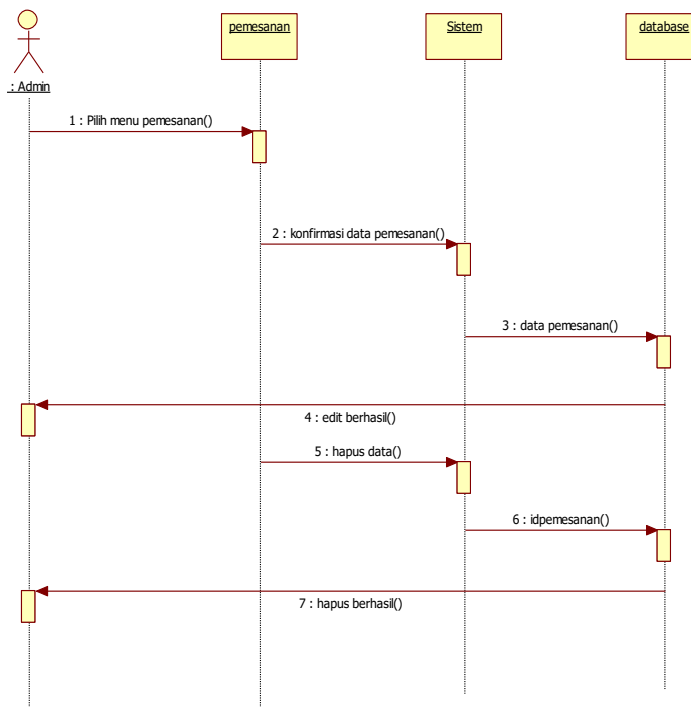 pemesanan
Sistem
database
: Admin
1 : Pilih menu pemesanan()
2 : konfirmasi data pemesanan()
3 : data pemesanan()
4 : edit berhasil()
5 : hapus data()
6 : idpemesanan()
7 : hapus berhasil()